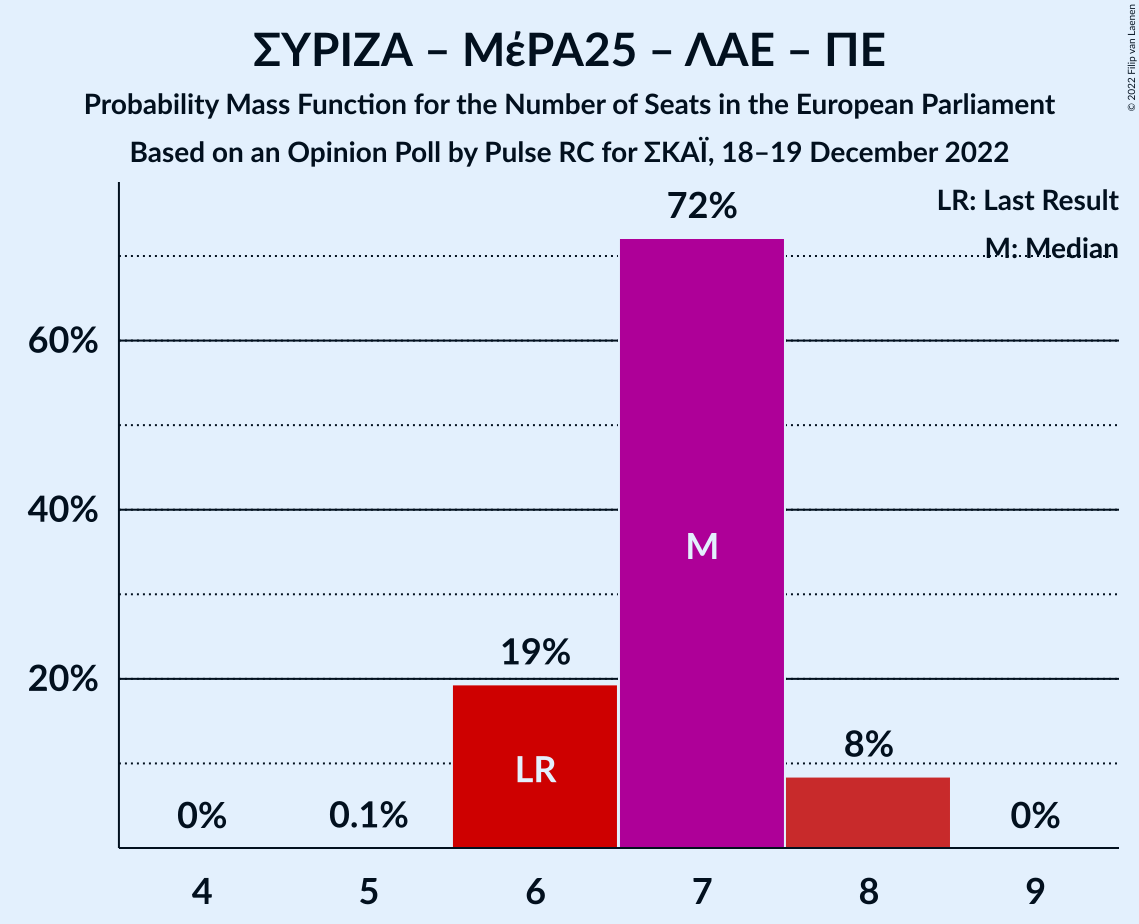 ΣΥΡΙΖΑ – ΜέΡΑ25 – ΛΑΕ – ΠΕ
Probability Mass Function for the Number of Seats in the European Parliament
Based on an Opinion Poll by Pulse RC for ΣΚΑΪ, 18–19 December 2022
© 2022 Filip van Laenen
LR: Last Result
M: Median
72%
60%
40%
M
19%
20%
8%
LR
0%
0.1%
0%
4 5 6 7 8 9